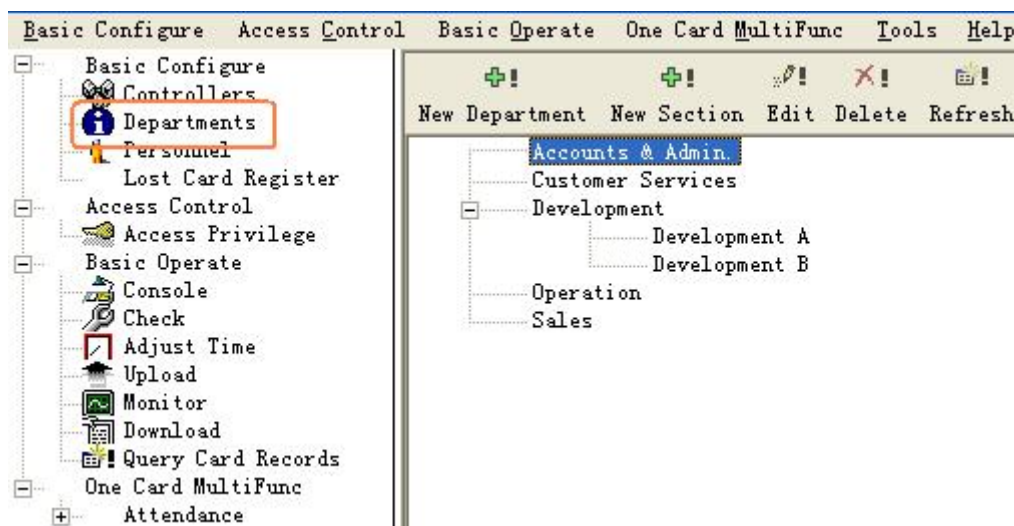 Basic Configure Access Control Basic Operate One Card MultiFunc Tools Help
Basic Configure
Controllers
Departments
Personnel
Lost Card Register
Access Control
Access Privilege
Basic Operate
Console
Check
Adjust Time
Upload
Monitor
Download
Query Card Records
One Card MultiFunc
Attendance
New Department New Section Edit Delete Refresh
Accounts & Admin.
Customer Services
Development
Development A
Development B
Operation
Sales